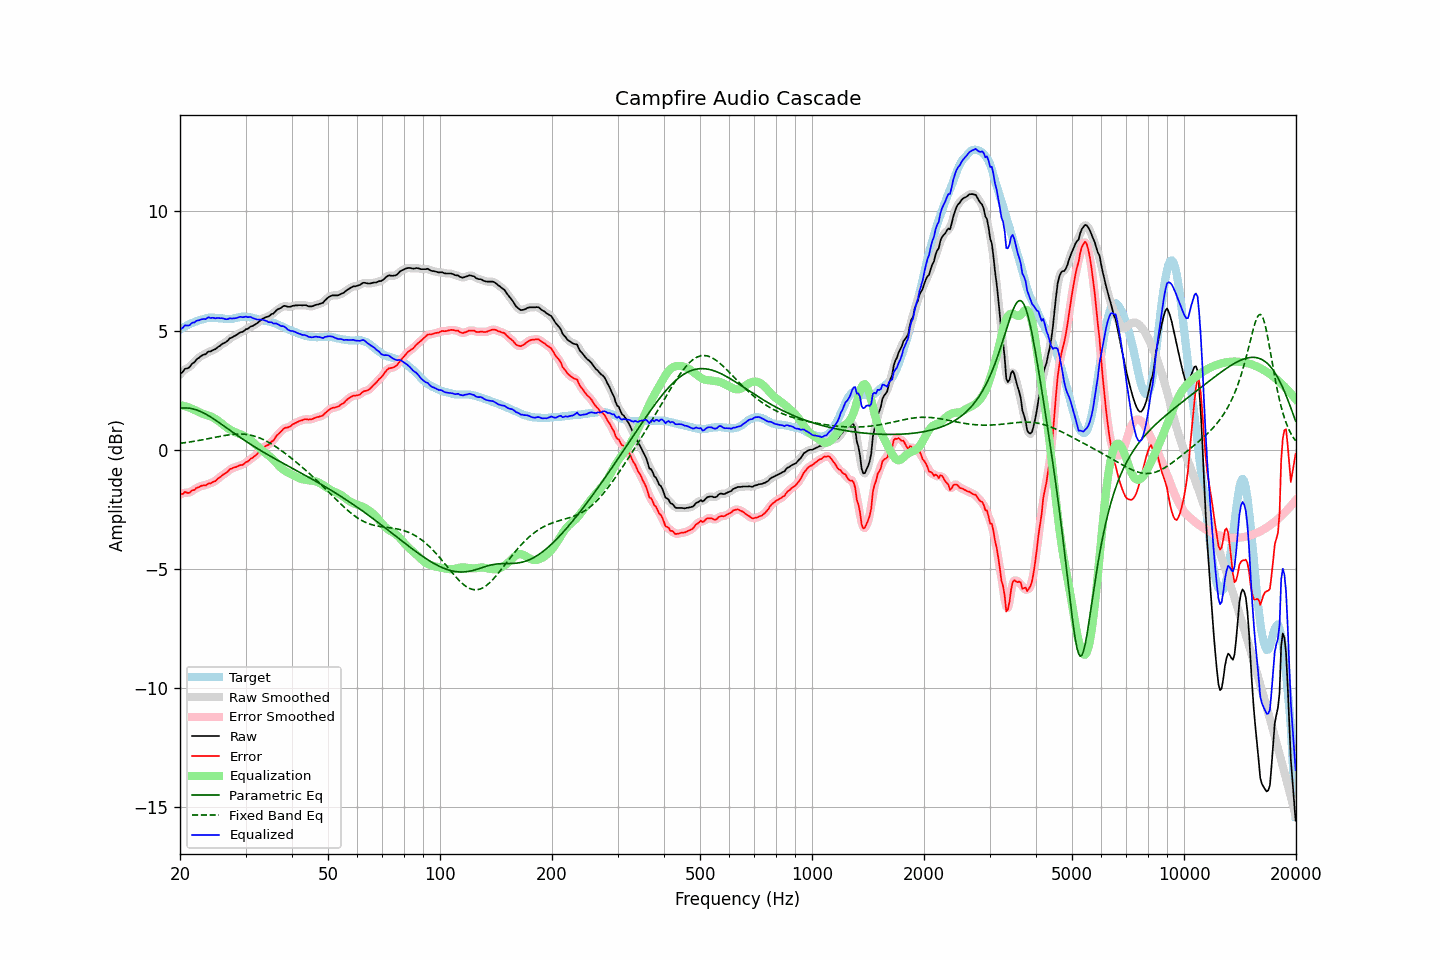 Campfire Audio Cascade
Amplitude (dBr)
10
5
0
−5
−10
−15
Target
Raw Smoothed
Error Smoothed
Raw
Error
Equalization
Parametric Eq
Fixed Band Eq
Equalized
20 50 100 200 500 1000 2000 5000 10000 20000
Frequency (Hz)